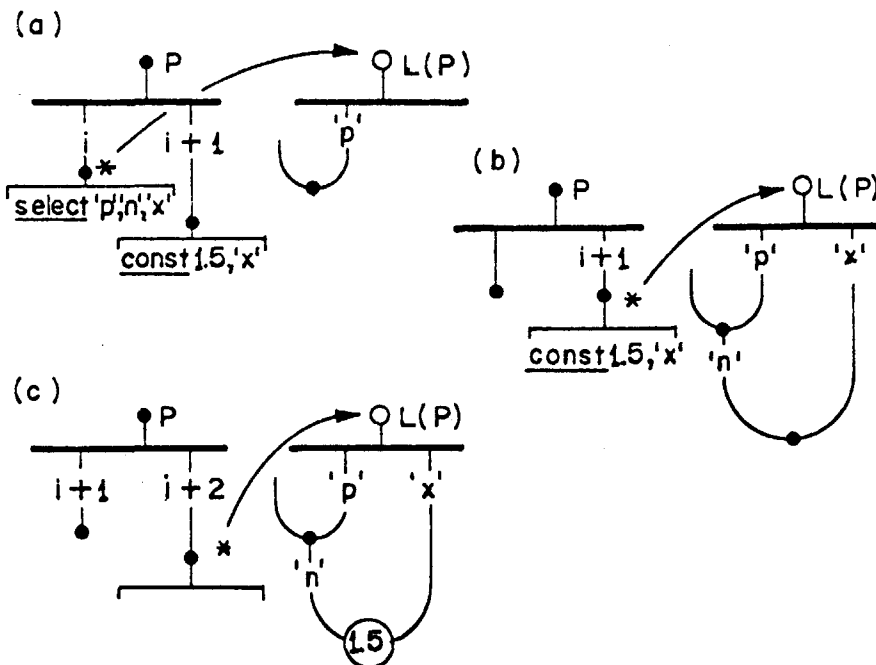 (a)
P
L(P)
i
*
i + 1
'p'
select 'p','n','x'
const 1.5,'x'
(b)
P
L(P)
i+1
*
'p'
'x'
const 1.5,'x'
'n'
(c)
P
L(P)
i + 1
j + 2
*
'p'
'x'
'n'
1.5